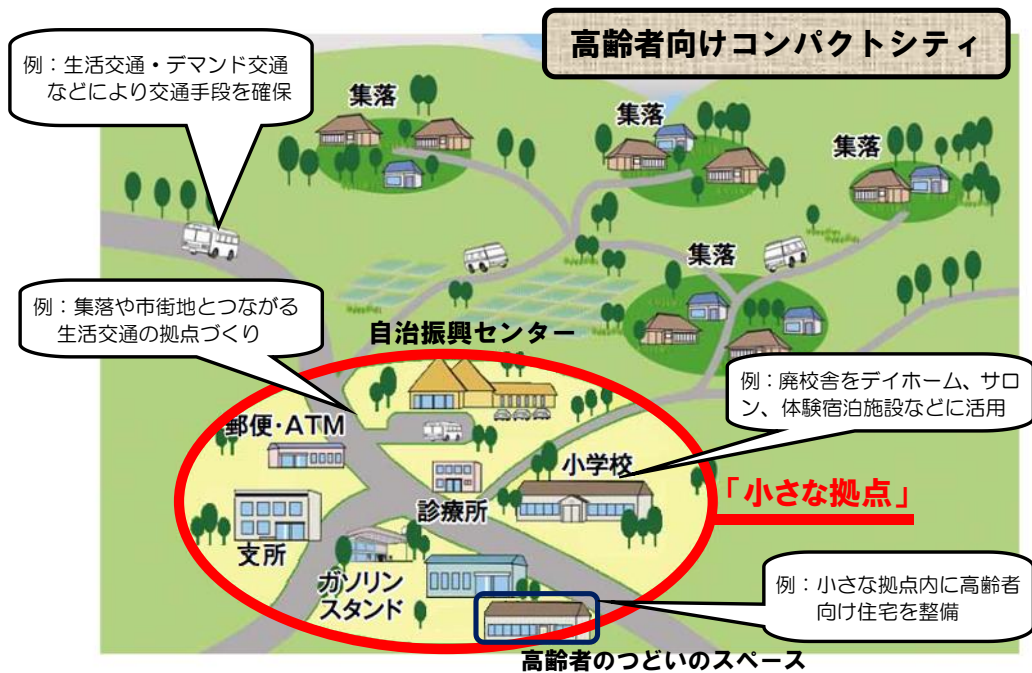 高齢者向けコンパクトシティ
例：生活交通・デマンド交通
などにより交通手段を確保
集落
集落
集落
集落
例：集落や市街地とつながる
生活交通の拠点づくり
自治振興センター
例：廃校舎をデイホーム、サロ
ン、体験宿泊施設などに活用
郵便・ATM
小学校
診療所
「小さな拠点」
支所
ガソリン
スタンド
例：小さな拠点内に高齢者
向け住宅を整備
高齢者のつどいのスペース